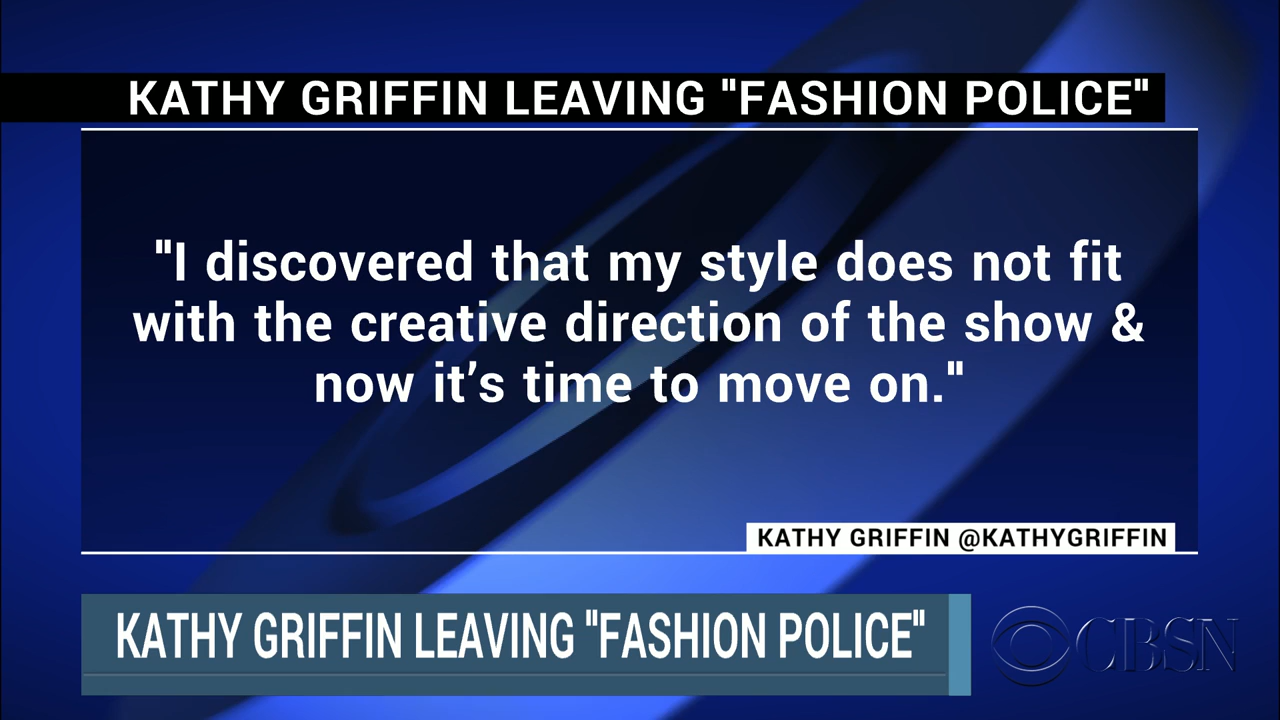 KATHY GRIFFIN LEAVING "FASHION POLICE"
"I discovered that my style does not fit
with the creative direction of the show &
now it’s time to move on."
KATHY GRIFFIN @KATHYGRIFFIN
KATHY GRIFFIN LEAVING "FASHION POLICE"
CBSN